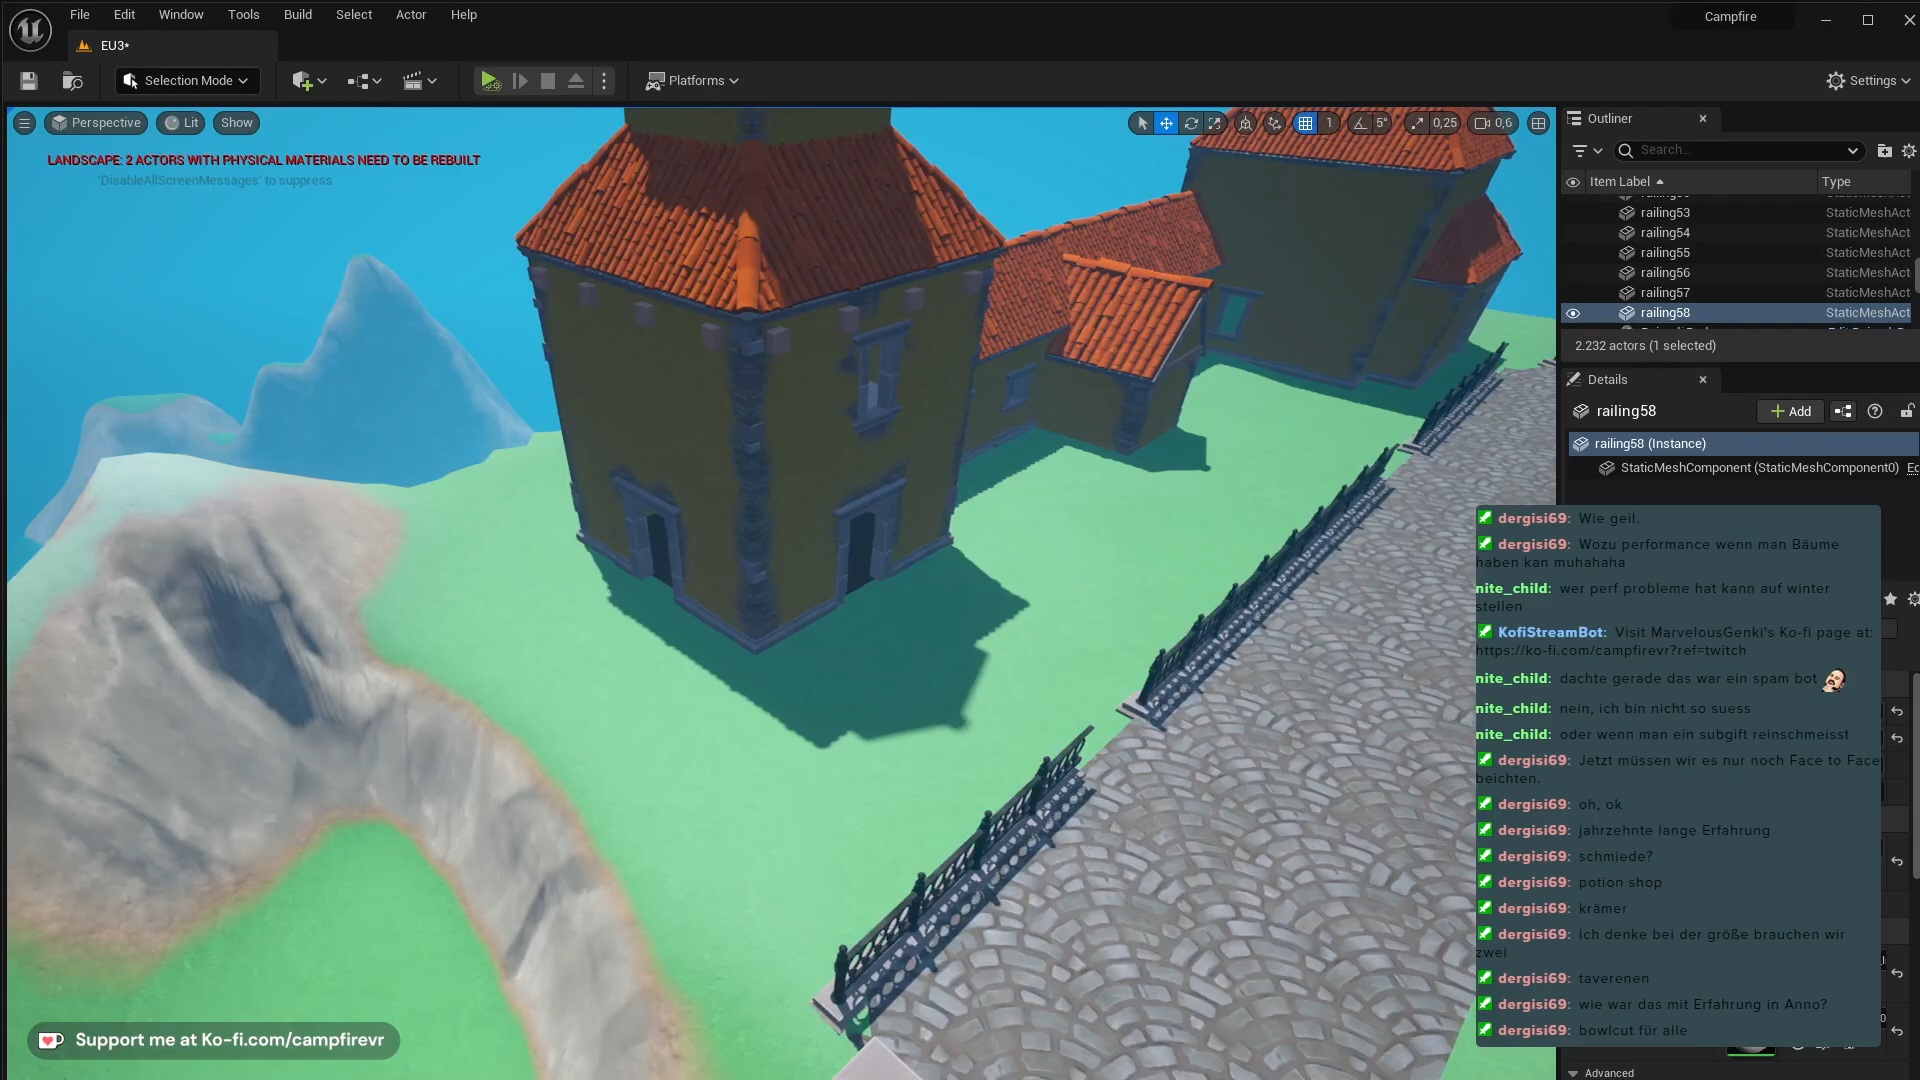 File Edit Window Tools Build Select Actor Help
Campfire
EU3*
Selection Mode
Platforms
Settings
Perspective Lit Show
1 5° 0,25 0,6
LANDSCAPE: 2 ACTORS WITH PHYSICAL MATERIALS NEED TO BE REBUILT
'DisableAllScreenMessages' to suppress
Outliner
Search...
Item Label Type
railing53 StaticMeshAct
railing54 StaticMeshAct
railing55 StaticMeshAct
railing56 StaticMeshAct
railing57 StaticMeshAct
railing58 StaticMeshAct
2.232 actors (1 selected)
Details
railing58
Add
railing58 (Instance)
StaticMeshComponent (StaticMeshComponent0)
dergisi69: Wie geil.
dergisi69: Wozu performance wenn man Bäume
haben kan muhahaha
nite_child: wer perf probleme hat kann auf winter
stellen
KofiStreamBot: Visit MarvelousGenki's Ko-fi page at:
https://ko-fi.com/campfirevr?ref=twitch
nite_child: dachte gerade das war ein spam bot
nite_child: nein, ich bin nicht so suess
nite_child: oder wenn man ein subgift reinschmeisst
dergisi69: Jetzt müssen wir es nur noch Face to Face
beichten.
dergisi69: oh, ok
dergisi69: jahrzehnte lange Erfahrung
dergisi69: schmiede?
dergisi69: potion shop
dergisi69: krämer
dergisi69: Ich denke bei der größe brauchen wir
zwei
dergisi69: taverenen
dergisi69: wie war das mit Erfahrung in Anno?
dergisi69: bowlcut für alle
Support me at Ko-fi.com/campfirevr
Advanced